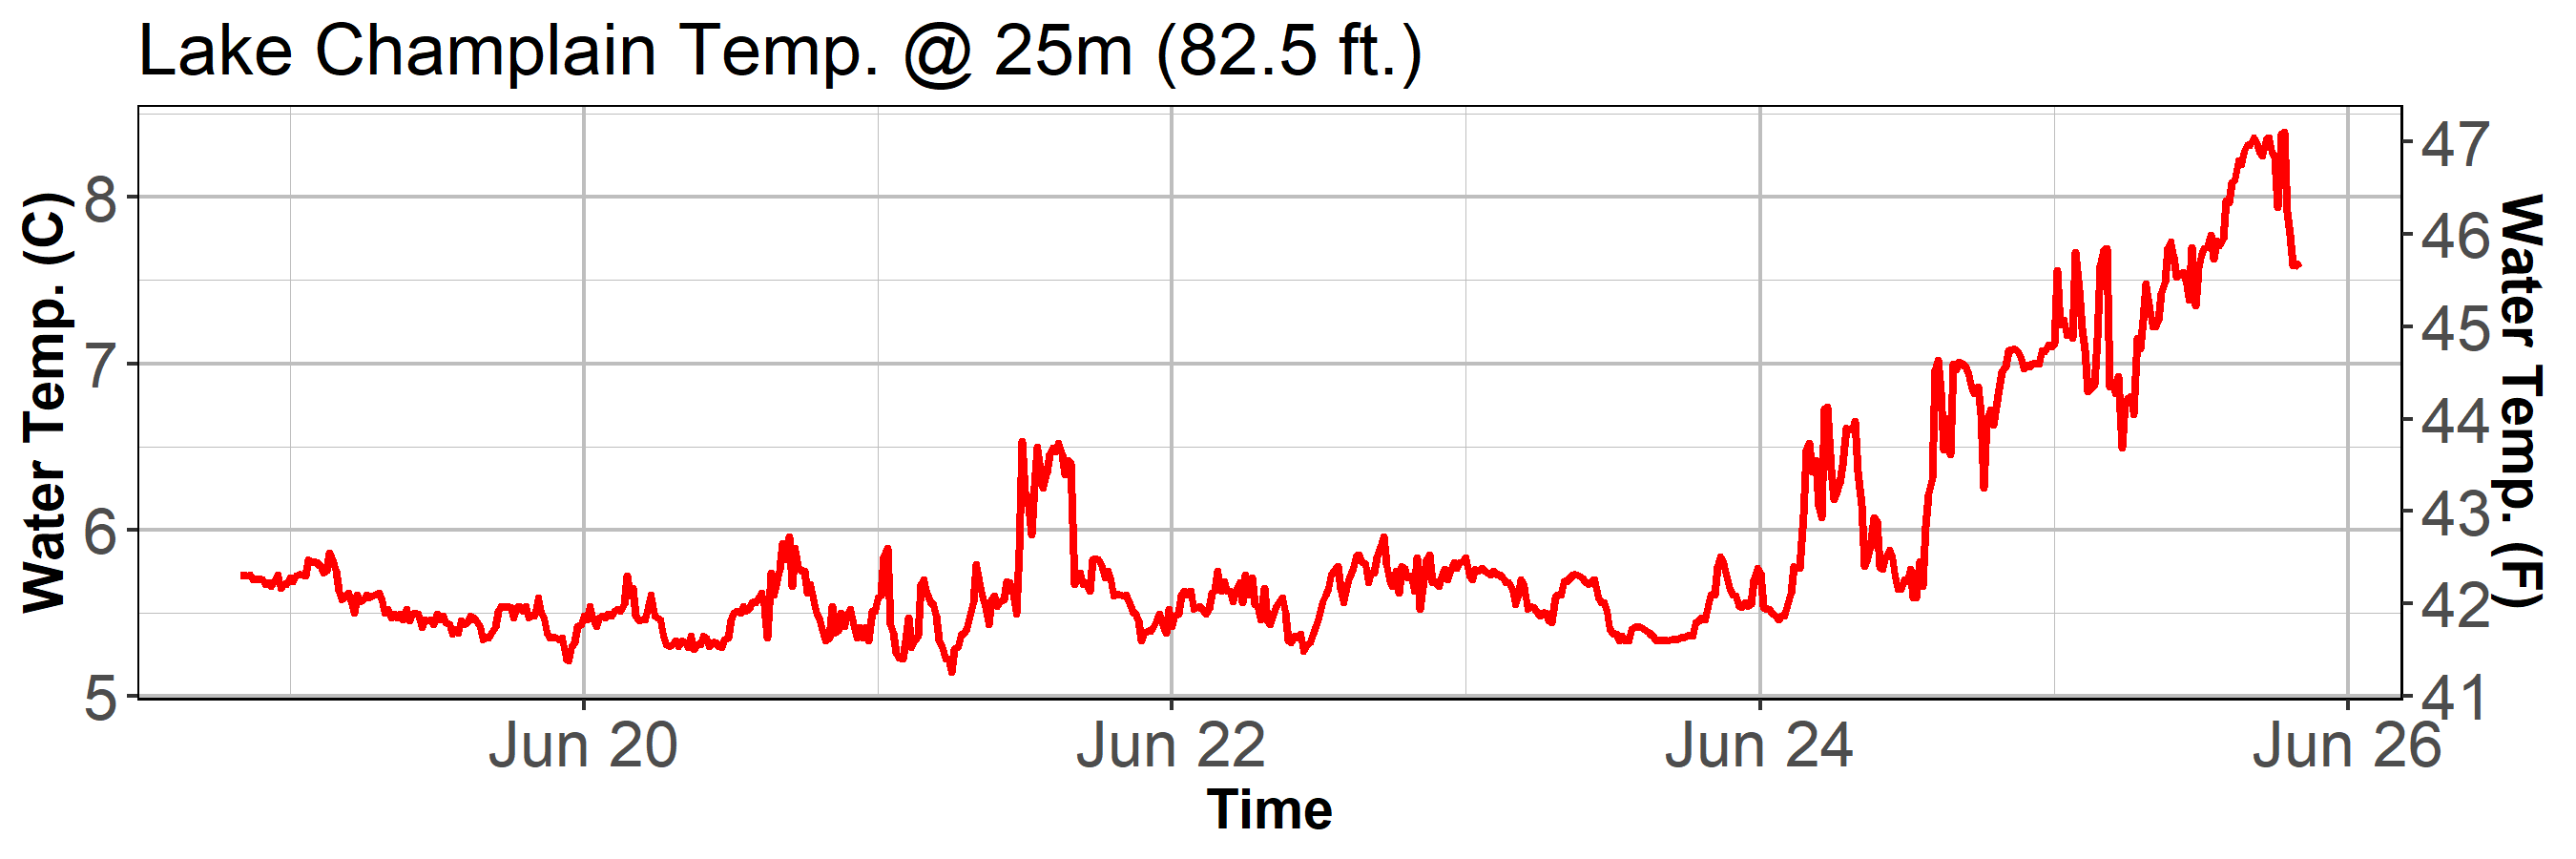 Lake Champlain Temp. @ 25m (82.5 ft.)
Water Temp. (C)
8
7
6
5
47
46
45
44
43
42
41
Water Temp. (F)
Jun 20 Jun 22 Jun 24 Jun 26
Time